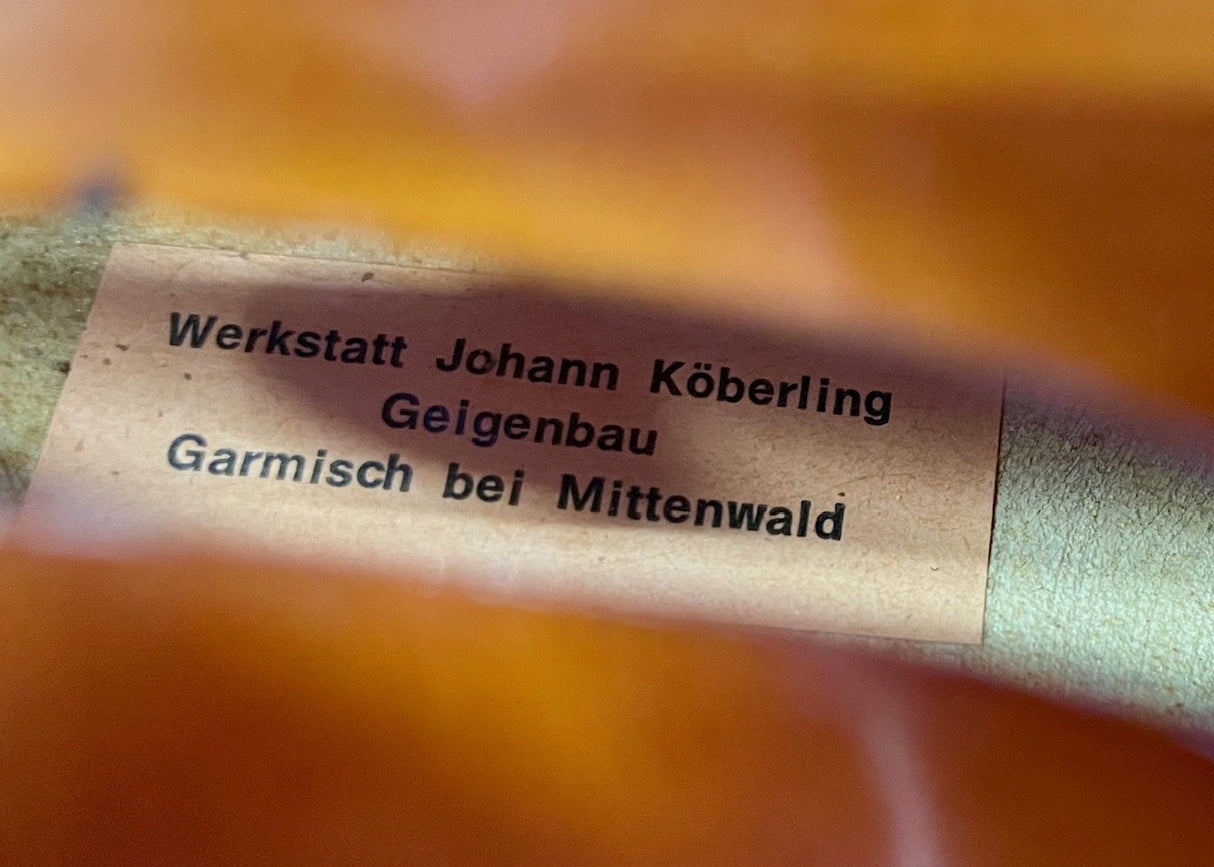 Werkstatt Johann Köberling
Geigenbau
Garmisch bei Mittenwald